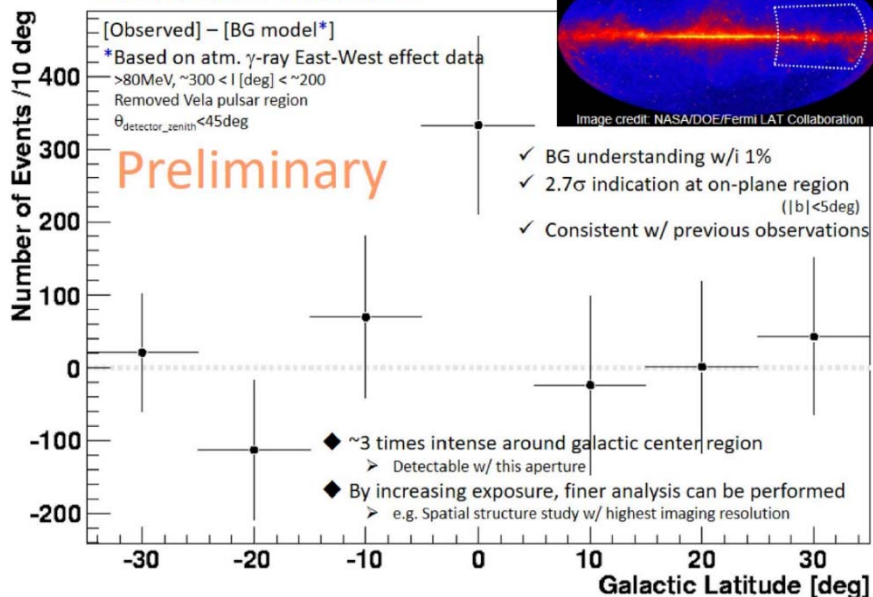 [Observed] – [BG model*]
*Based on atm. γ-ray East-West effect data
>80MeV, ~300 < l [deg] < ~200
Removed Vela pulsar region
θdetector_zenith<45deg
Preliminary
Image credit: NASA/DOE/Fermi LAT Collaboration
✓ BG understanding w/i 1%
✓ 2.7σ indication at on-plane region
(|b|<5deg)
✓ Consistent w/ previous observations
◆ ~3 times intense around galactic center region
➢ Detectable w/ this aperture
◆ By increasing exposure, finer analysis can be performed
➢ e.g. Spatial structure study w/ highest imaging resolution
Number of Events /10 deg
400
300
200
100
0
-100
-200
-30 -20 -10 0 10 20 30
Galactic Latitude [deg]